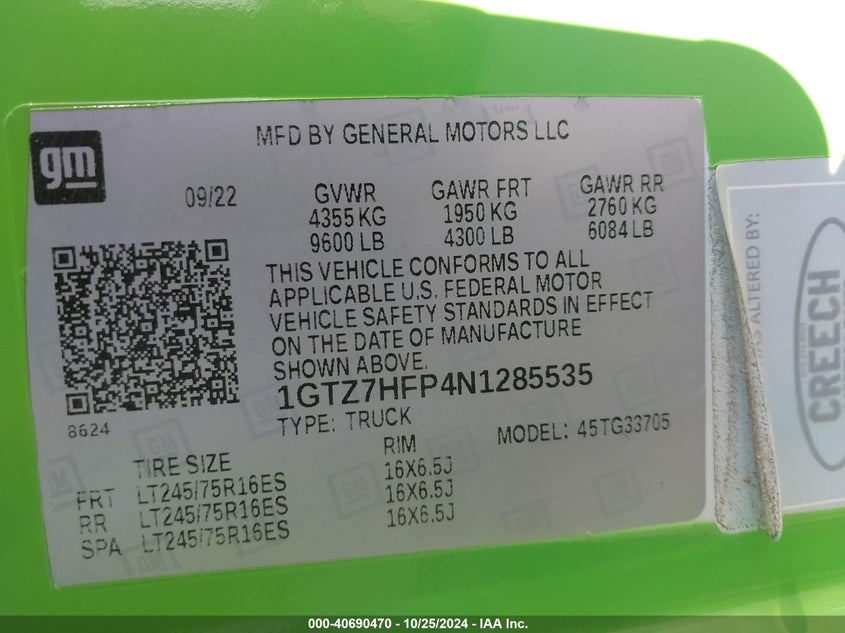 MFD BY GENERAL MOTORS LLC
gm
09/22
GVWR GAWR FRT GAWR RR
4355 KG 1950 KG 2760 KG
9600 LB 4300 LB 6084 LB
THIS VEHICLE CONFORMS TO ALL
APPLICABLE U.S. FEDERAL MOTOR
VEHICLE SAFETY STANDARDS IN EFFECT
ON THE DATE OF MANUFACTURE
SHOWN ABOVE.
1GTZ7HFP4N1285535
8624
TYPE: TRUCK
MODEL: 45TG33705
TIRE SIZE RIM
FRT LT245/75R16ES 16X6.5J
RR LT245/75R16ES 16X6.5J
SPA LT245/75R16ES 16X6.5J
AS ALTERED BY:
CREECH
000-40690470 - 10/25/2024 - IAA Inc.